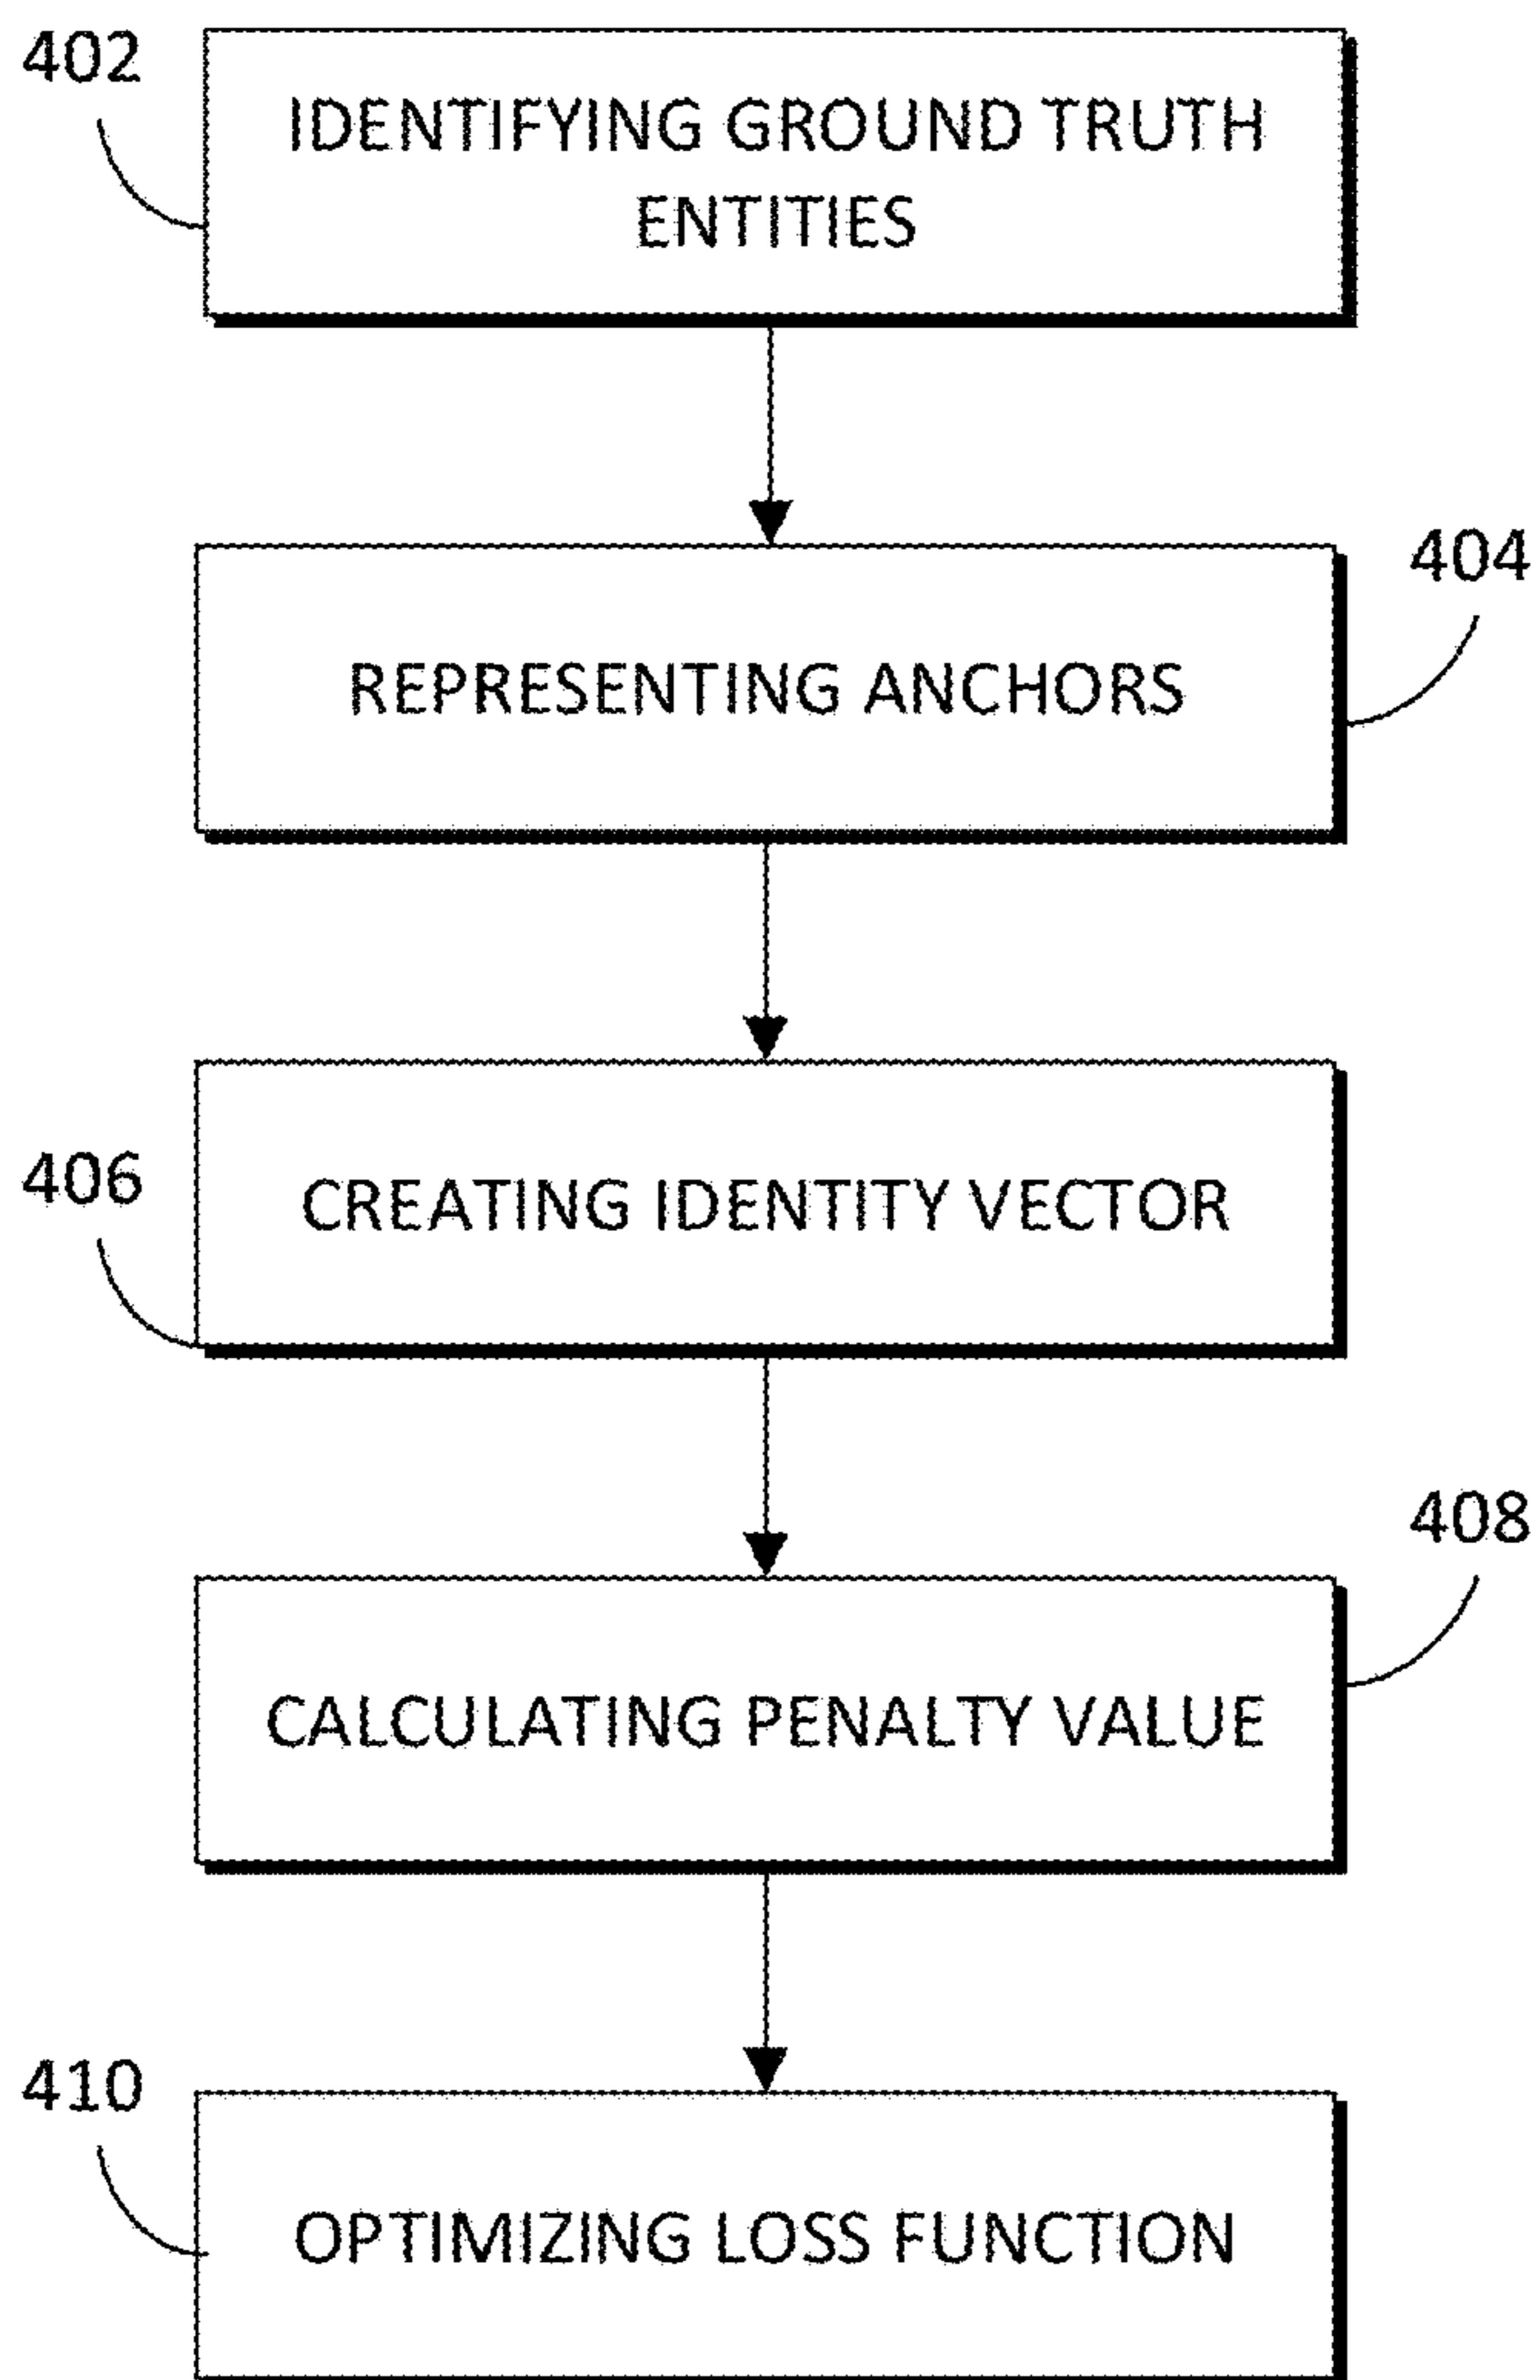 402
IDENTIFYING GROUND TRUTH
ENTITIES
404
REPRESENTING ANCHORS
406
CREATING IDENTITY VECTOR
408
CALCULATING PENALTY VALUE
410
OPTIMIZING LOSS FUNCTION